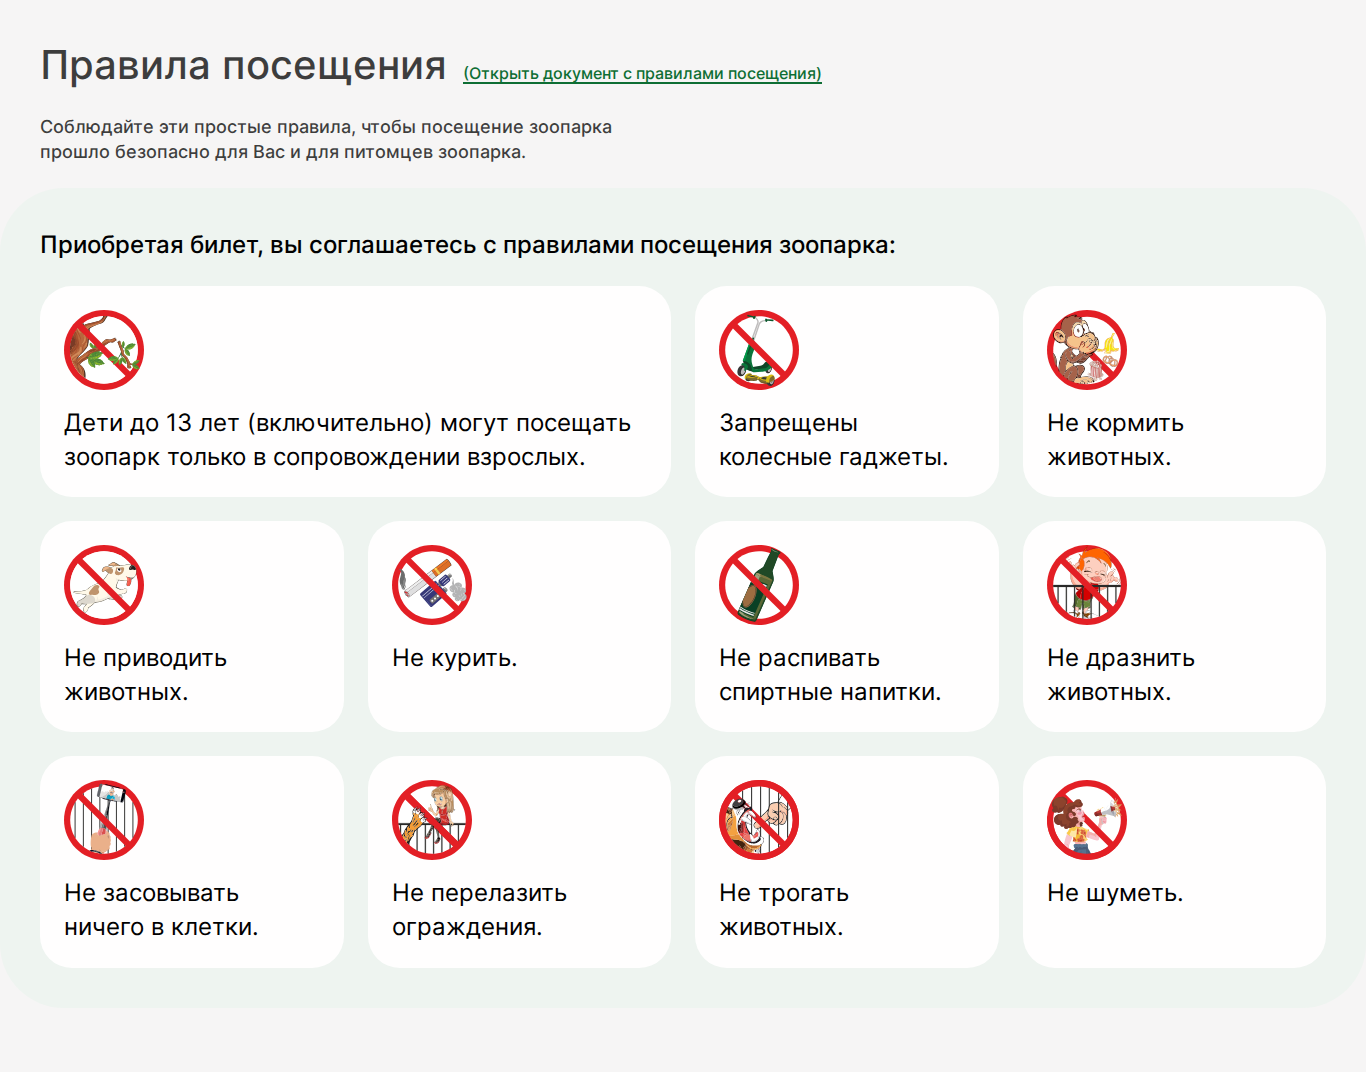 Правила посещения (Открыть документ с правилами посещения)
Соблюдайте эти простые правила, чтобы посещение зоопарка
прошло безопасно для Вас и для питомцев зоопарка.
Приобретая билет, вы соглашаетесь с правилами посещения зоопарка:
Дети до 13 лет (включительно) могут посещать
зоопарк только в сопровождении взрослых.
Запрещены
колесные гаджеты.
Не кормить
животных.
Не приводить
животных.
Не курить.
Не распивать
спиртные напитки.
Не дразнить
животных.
Не засовывать
ничего в клетки.
Не перелазить
ограждения.
Не трогать
животных.
Не шуметь.